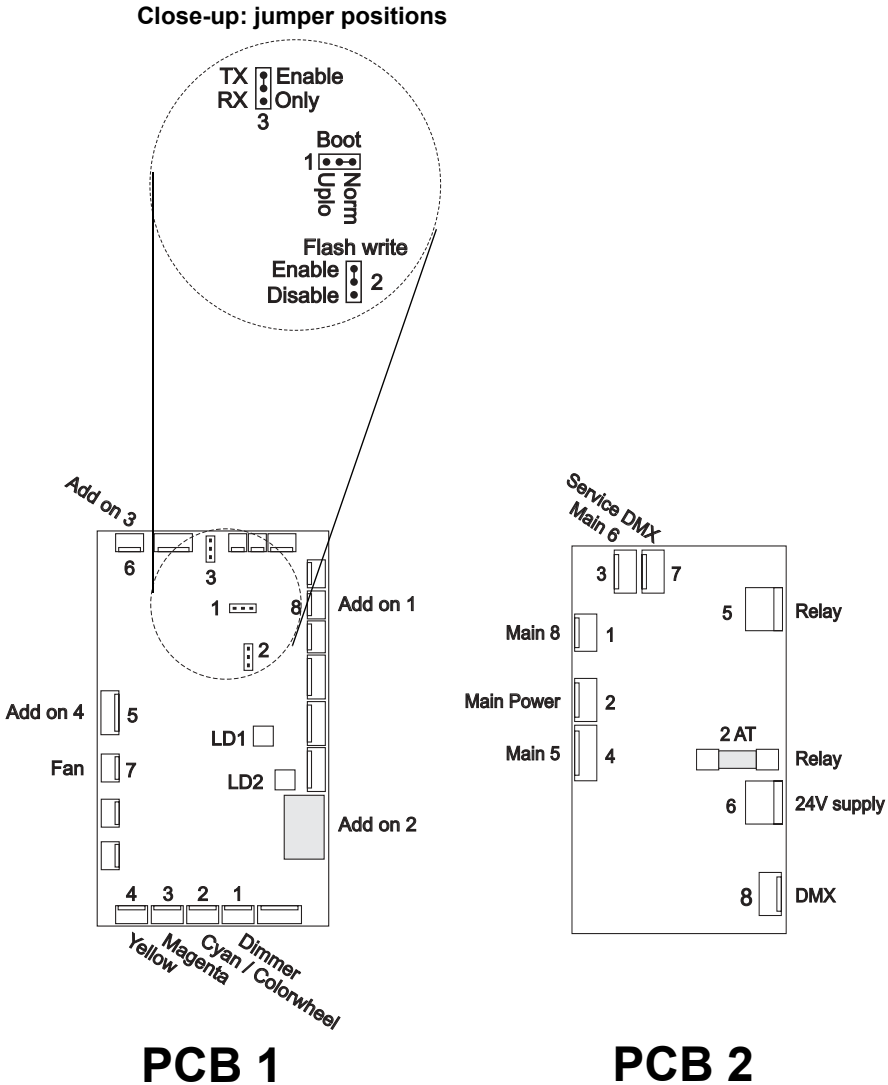 Close-up: jumper positions
TX Enable
RX Only
3
Boot
1
Uplo
Norm
Flash write
Enable
Disable
2
Add on 3
6
3
1
8
Add on 1
2
Add on 4
5
LD1
Fan
7
LD2
Add on 2
4
3
2
1
Yellow
Magenta
Cyan / Colorwheel
Dimmer
PCB 1
Service DMX
Main 6
3
7
5
Relay
Main 8
1
Main Power
2
2 AT
Main 5
4
Relay
6
24V supply
8
DMX
PCB 2